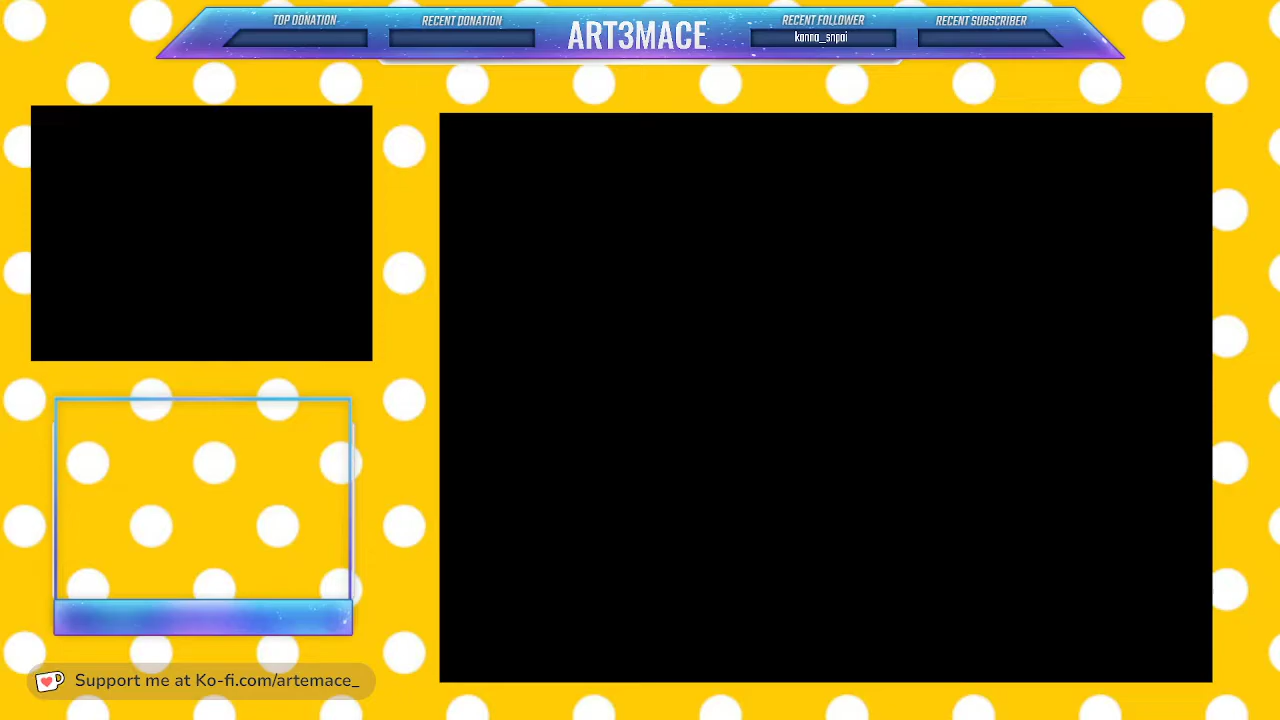 TOP DONATION
RECENT DONATION
ART3MACE
RECENT FOLLOWER
kanna_snpai
RECENT SUBSCRIBER
Support me at Ko-fi.com/artemace_